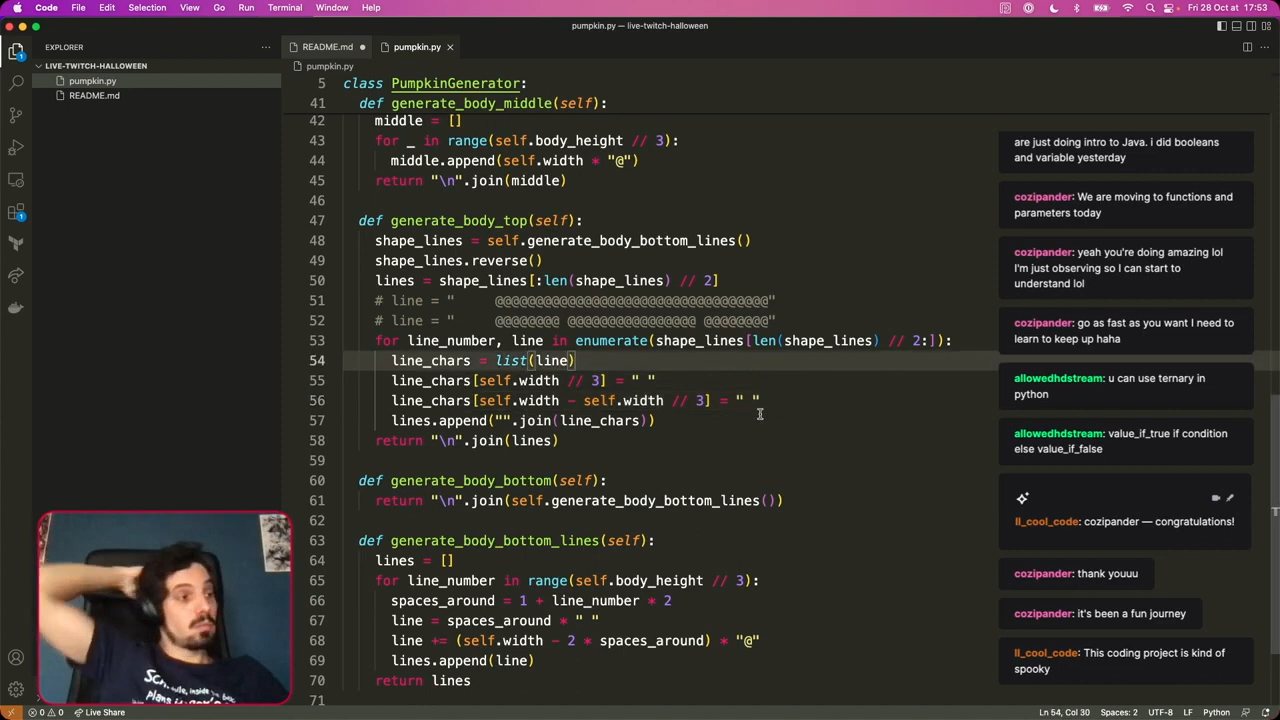 Code File Edit Selection View Go Run Terminal Window Help
Fri 28 Oct at 17:53
pumpkin.py — live-twitch-halloween
EXPLORER
LIVE-TWITCH-HALLOWEEN
pumpkin.py
README.md
README.md
pumpkin.py
pumpkin.py
5 class PumpkinGenerator:
41 def generate_body_middle(self):
42 middle = []
43 for _ in range(self.body_height // 3):
44 middle.append(self.width * "@")
45 return "\n".join(middle)
46
47 def generate_body_top(self):
48 shape_lines = self.generate_body_bottom_lines()
49 shape_lines.reverse()
50 lines = shape_lines[:len(shape_lines) // 2]
51 # line = "     @@@@@@@@@@@@@@@@@@@@@@@@@@@@@@@@@@"
52 # line = "     @@@@@@@@ @@@@@@@@@@@@@@@@ @@@@@@@@"
53 for line_number, line in enumerate(shape_lines[len(shape_lines) // 2:]):
54 line_chars = list(line)
55 line_chars[self.width // 3] = " "
56 line_chars[self.width - self.width // 3] = " "
57 lines.append("".join(line_chars))
58 return "\n".join(lines)
59
60 def generate_body_bottom(self):
61 return "\n".join(self.generate_body_bottom_lines())
62
63 def generate_body_bottom_lines(self):
64 lines = []
65 for line_number in range(self.body_height // 3):
66 spaces_around = 1 + line_number * 2
67 line = spaces_around * " "
68 line += (self.width - 2 * spaces_around) * "@"
69 lines.append(line)
70 return lines
71
are just doing intro to Java. i did booleans
and variable yesterday
cozipander: We are moving to functions and
parameters today
cozipander: yeah you're doing amazing lol
I'm just observing so I can start to
understand lol
cozipander: go as fast as you want I need to
learn to keep up haha
allowedhdstream: u can use ternary in
python
allowedhdstream: value_if_true if condition
else value_if_false
ll_cool_code: cozipander — congratulations!
cozipander: thank youuu
cozipander: it's been a fun journey
ll_cool_code: This coding project is kind of
spooky
0 0 Live Share
Ln 54, Col 30 Spaces: 2 UTF-8 LF Python